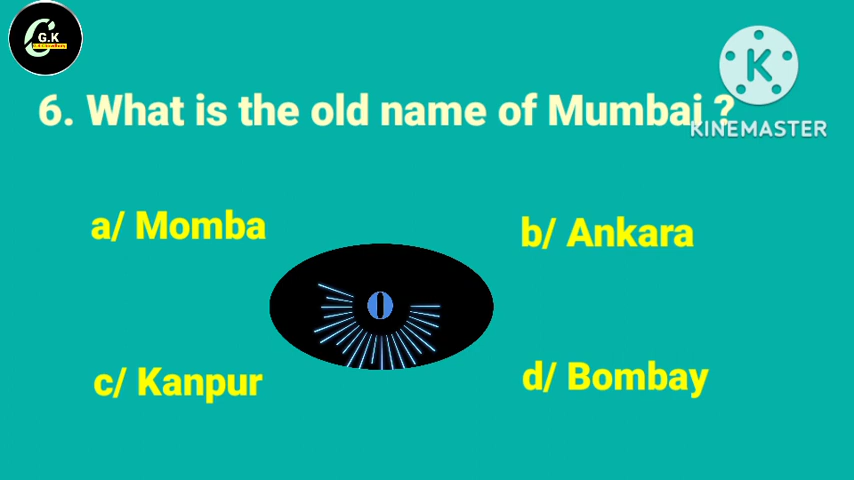 G.K
6. What is the old name of Mumbai ?
KINEMASTER
a/ Momba
b/ Ankara
0
c/ Kanpur
d/ Bombay